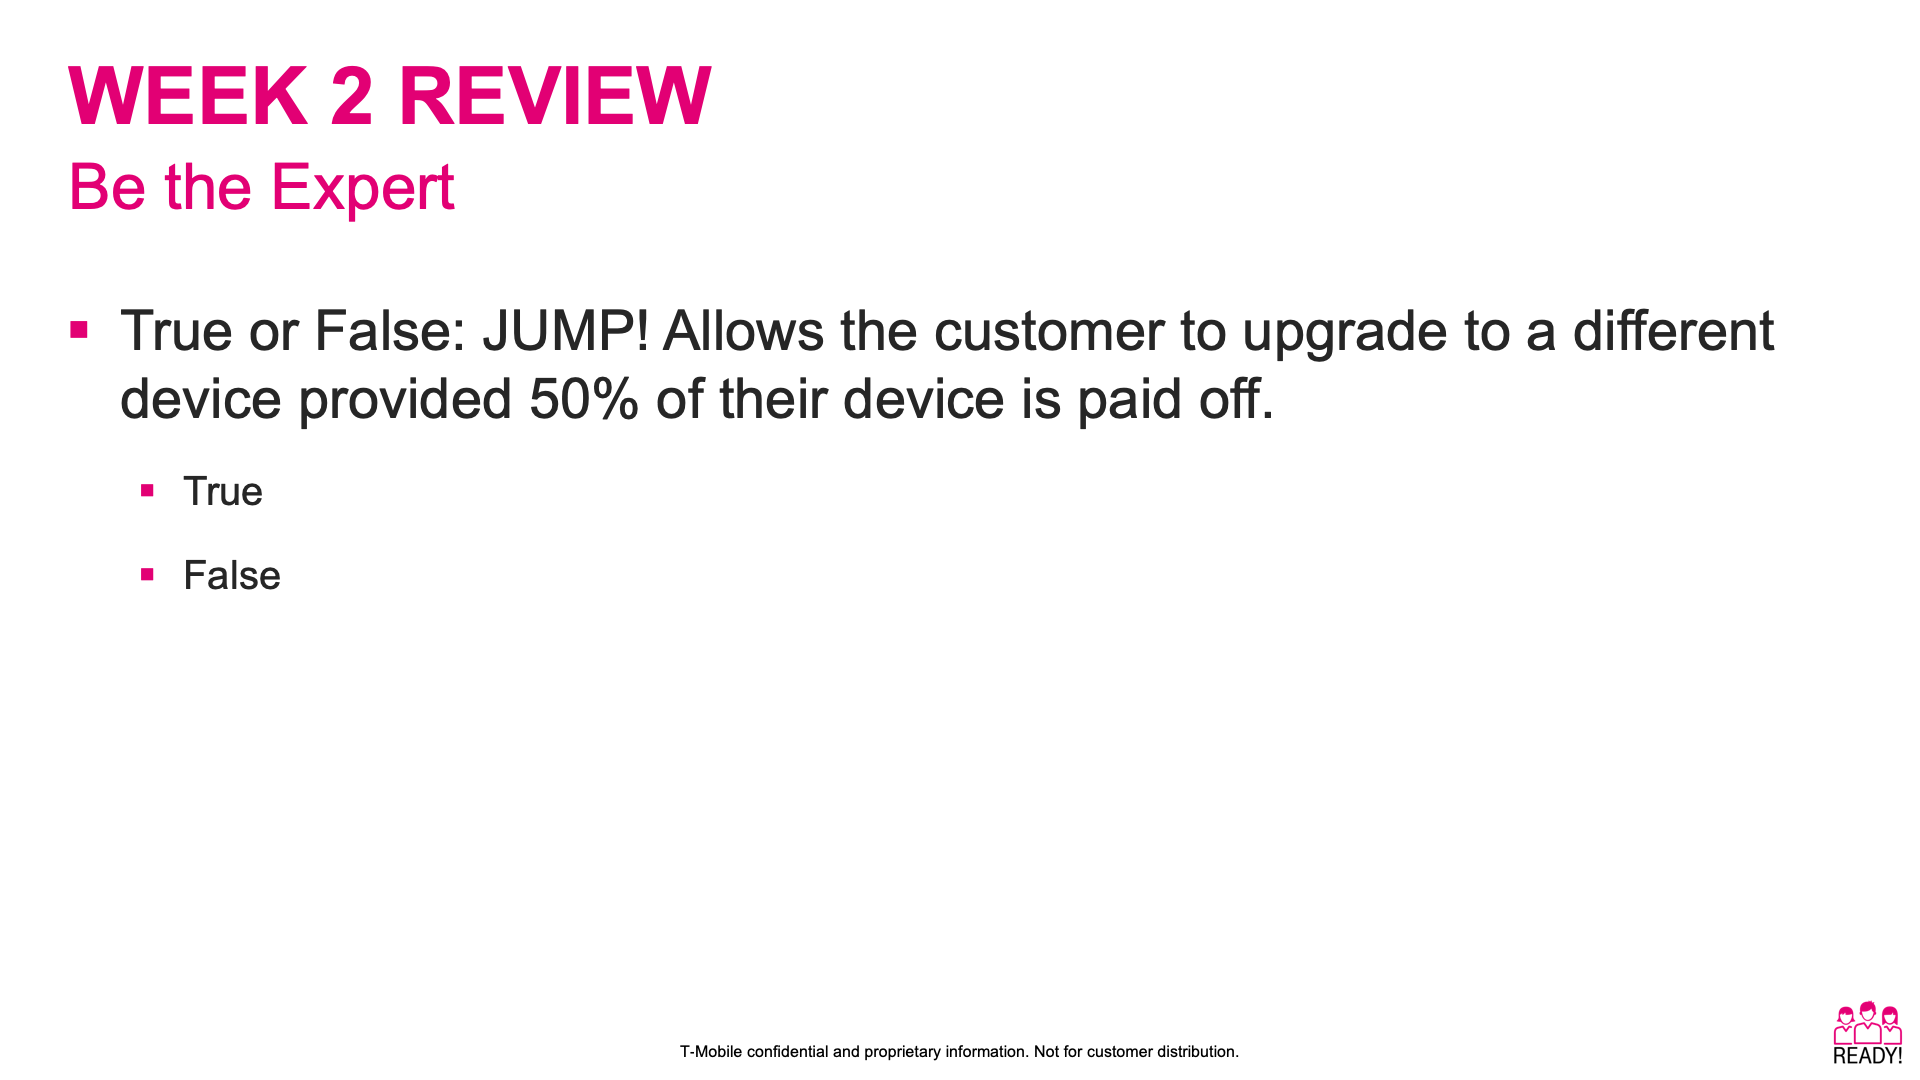 WEEK 2 REVIEW
Be the Expert
▪ True or False: JUMP! Allows the customer to upgrade to a different
device provided 50% of their device is paid off.
▪ True
▪ False
T-Mobile confidential and proprietary information. Not for customer distribution.
READY!